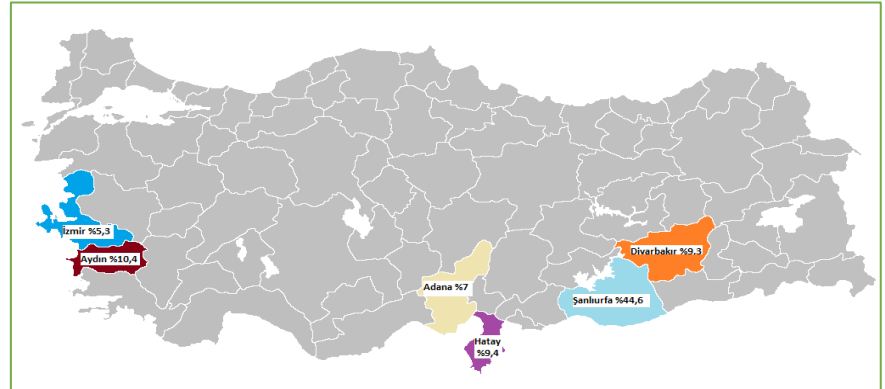 İzmir %5,3
Aydın %10,4
Adana %7
Hatay
%9,4
Diyarbakır %9,3
Şanlıurfa %44,6